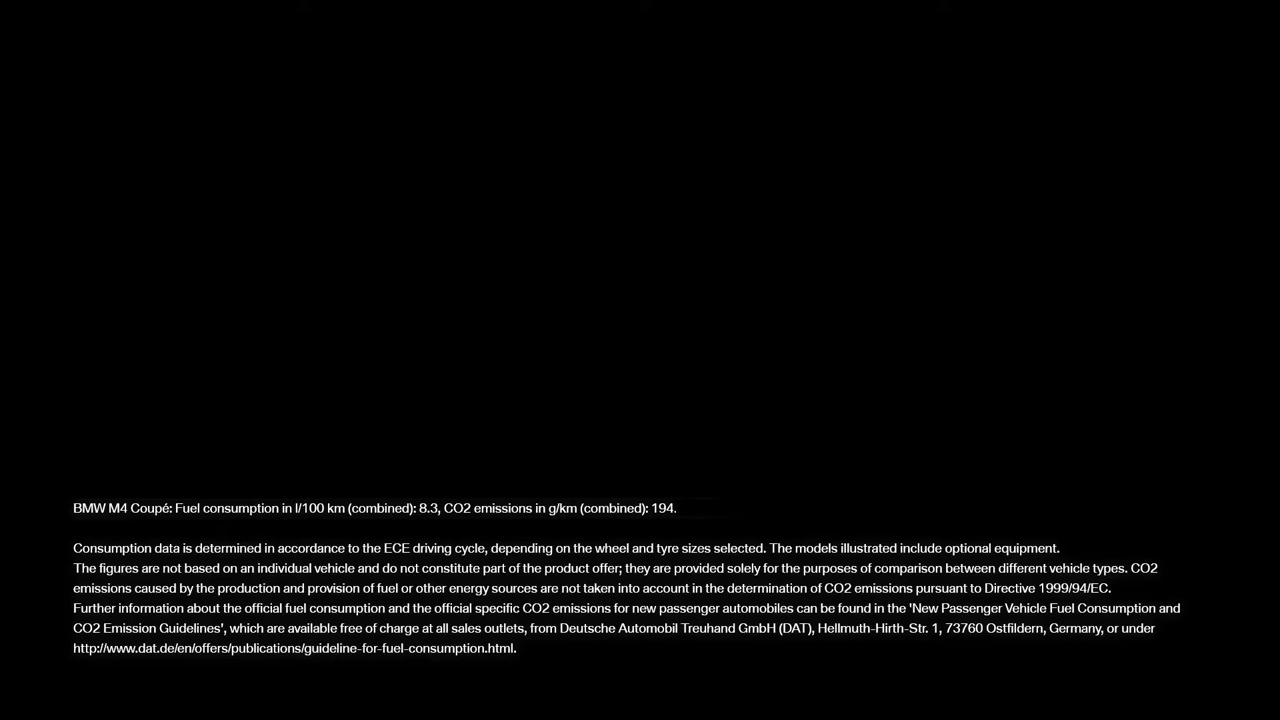 BMW M4 Coupé: Fuel consumption in l/100 km (combined): 8.3, CO2 emissions in g/km (combined): 194.
Consumption data is determined in accordance to the ECE driving cycle, depending on the wheel and tyre sizes selected. The models illustrated include optional equipment.
The figures are not based on an individual vehicle and do not constitute part of the product offer; they are provided solely for the purposes of comparison between different vehicle types. CO2
emissions caused by the production and provision of fuel or other energy sources are not taken into account in the determination of CO2 emissions pursuant to Directive 1999/94/EC.
Further information about the official fuel consumption and the official specific CO2 emissions for new passenger automobiles can be found in the 'New Passenger Vehicle Fuel Consumption and
CO2 Emission Guidelines', which are available free of charge at all sales outlets, from Deutsche Automobil Treuhand GmbH (DAT), Hellmuth-Hirth-Str. 1, 73760 Ostfildern, Germany, or under
http://www.dat.de/en/offers/publications/guideline-for-fuel-consumption.html.